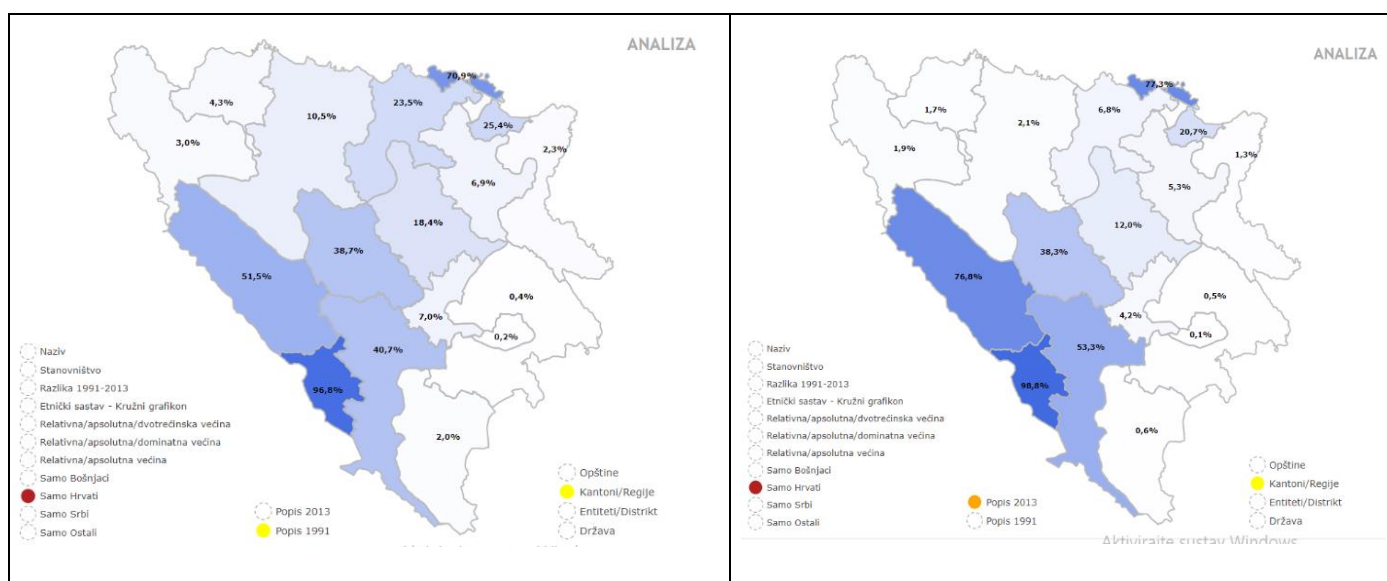 ANALIZA
70,9%
4,3%
23,5%
10,5%
25,4%
3,0%
2,3%
6,9%
18,4%
38,7%
51,5%
0,4%
7,0%
0,2%
40,7%
96,8%
2,0%
Naziv
Stanovništvo
Razlika 1991-2013
Etnički sastav - Kružni grafikon
Relativna/apsolutna/dvotrećinska većina
Relativna/apsolutna/dominatna većina
Relativna/apsolutna većina
Samo Bošnjaci
Samo Hrvati
Samo Srbi
Samo Ostali
Popis 2013
Popis 1991
Opštine
Kantoni/Regije
Entiteti/Distrikt
Država
ANALIZA
77,3%
1,7%
6,8%
2,1%
20,7%
1,9%
1,3%
5,3%
12,0%
38,3%
76,8%
0,5%
4,2%
0,1%
53,3%
98,8%
0,6%
Naziv
Stanovništvo
Razlika 1991-2013
Etnički sastav - Kružni grafikon
Relativna/apsolutna/dvotrećinska većina
Relativna/apsolutna/dominatna većina
Relativna/apsolutna većina
Samo Bošnjaci
Samo Hrvati
Samo Srbi
Samo Ostali
Popis 2013
Popis 1991
Opštine
Kantoni/Regije
Entiteti/Distrikt
Država
Aktivirajte sustav Windows